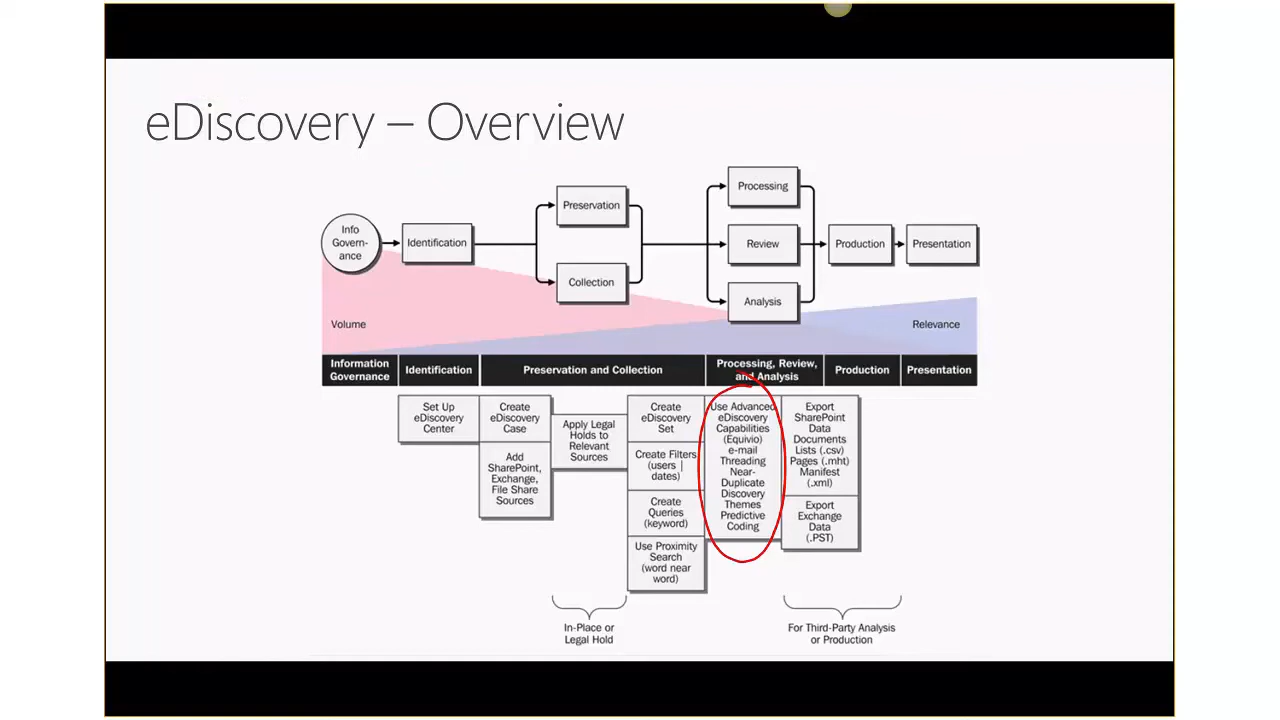 eDiscovery – Overview
Info
Govern-
ance
Identification
Preservation
Collection
Processing
Review
Analysis
Production
Presentation
Volume
Relevance
Information
Governance
Identification
Preservation and Collection
Processing, Review,
and Analysis
Production
Presentation
Set Up
eDiscovery
Center
Create
eDiscovery
Case
Add
SharePoint,
Exchange,
File Share
Sources
Apply Legal
Holds to
Relevant
Sources
Create
eDiscovery
Set
Create Filters
(users |
dates)
Create
Queries
(keyword)
Use Proximity
Search
(word near
word)
Use Advanced
eDiscovery
Capabilities
(Equivio)
e-mail
Threading
Near-
Duplicate
Discovery
Themes
Predictive
Coding
Export
SharePoint
Data
Documents
Lists (.csv)
Pages (.mht)
Manifest
(.xml)
Export
Exchange
Data
(.PST)
In-Place or
Legal Hold
For Third-Party Analysis
or Production